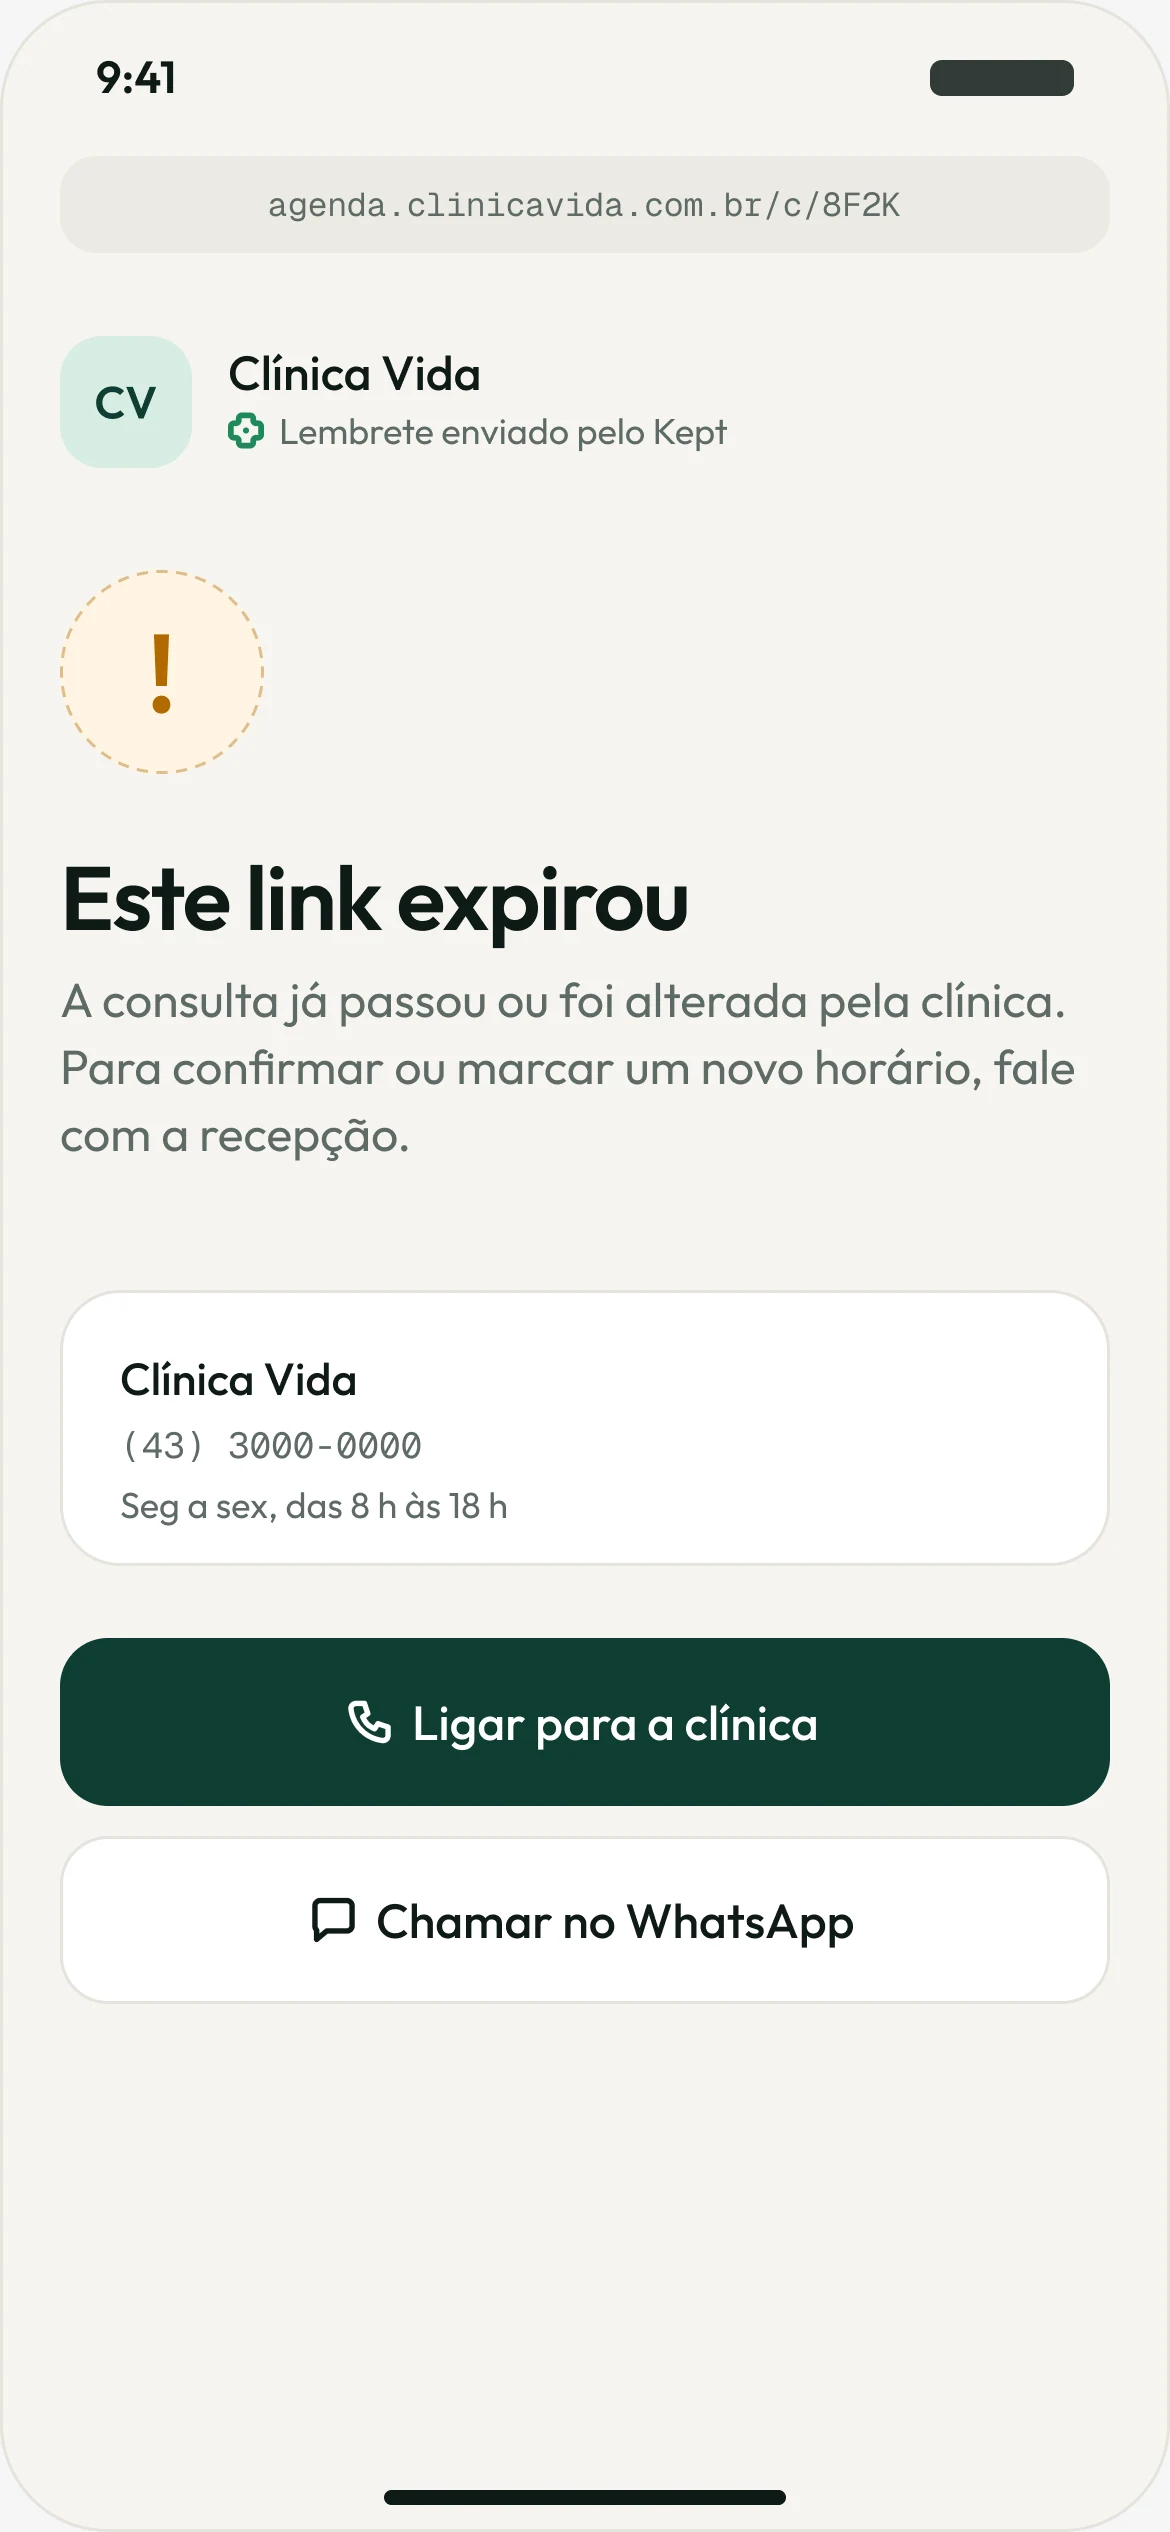 9:41
agenda.clinicavida.com.br/c/8F2K
CV
Clínica Vida
Lembrete enviado pelo Kept
!
Este link expirou
A consulta já passou ou foi alterada pela clínica.
Para confirmar ou marcar um novo horário, fale
com a recepção.
Clínica Vida
(43) 3000-0000
Seg a sex, das 8 h às 18 h
Ligar para a clínica
Chamar no WhatsApp